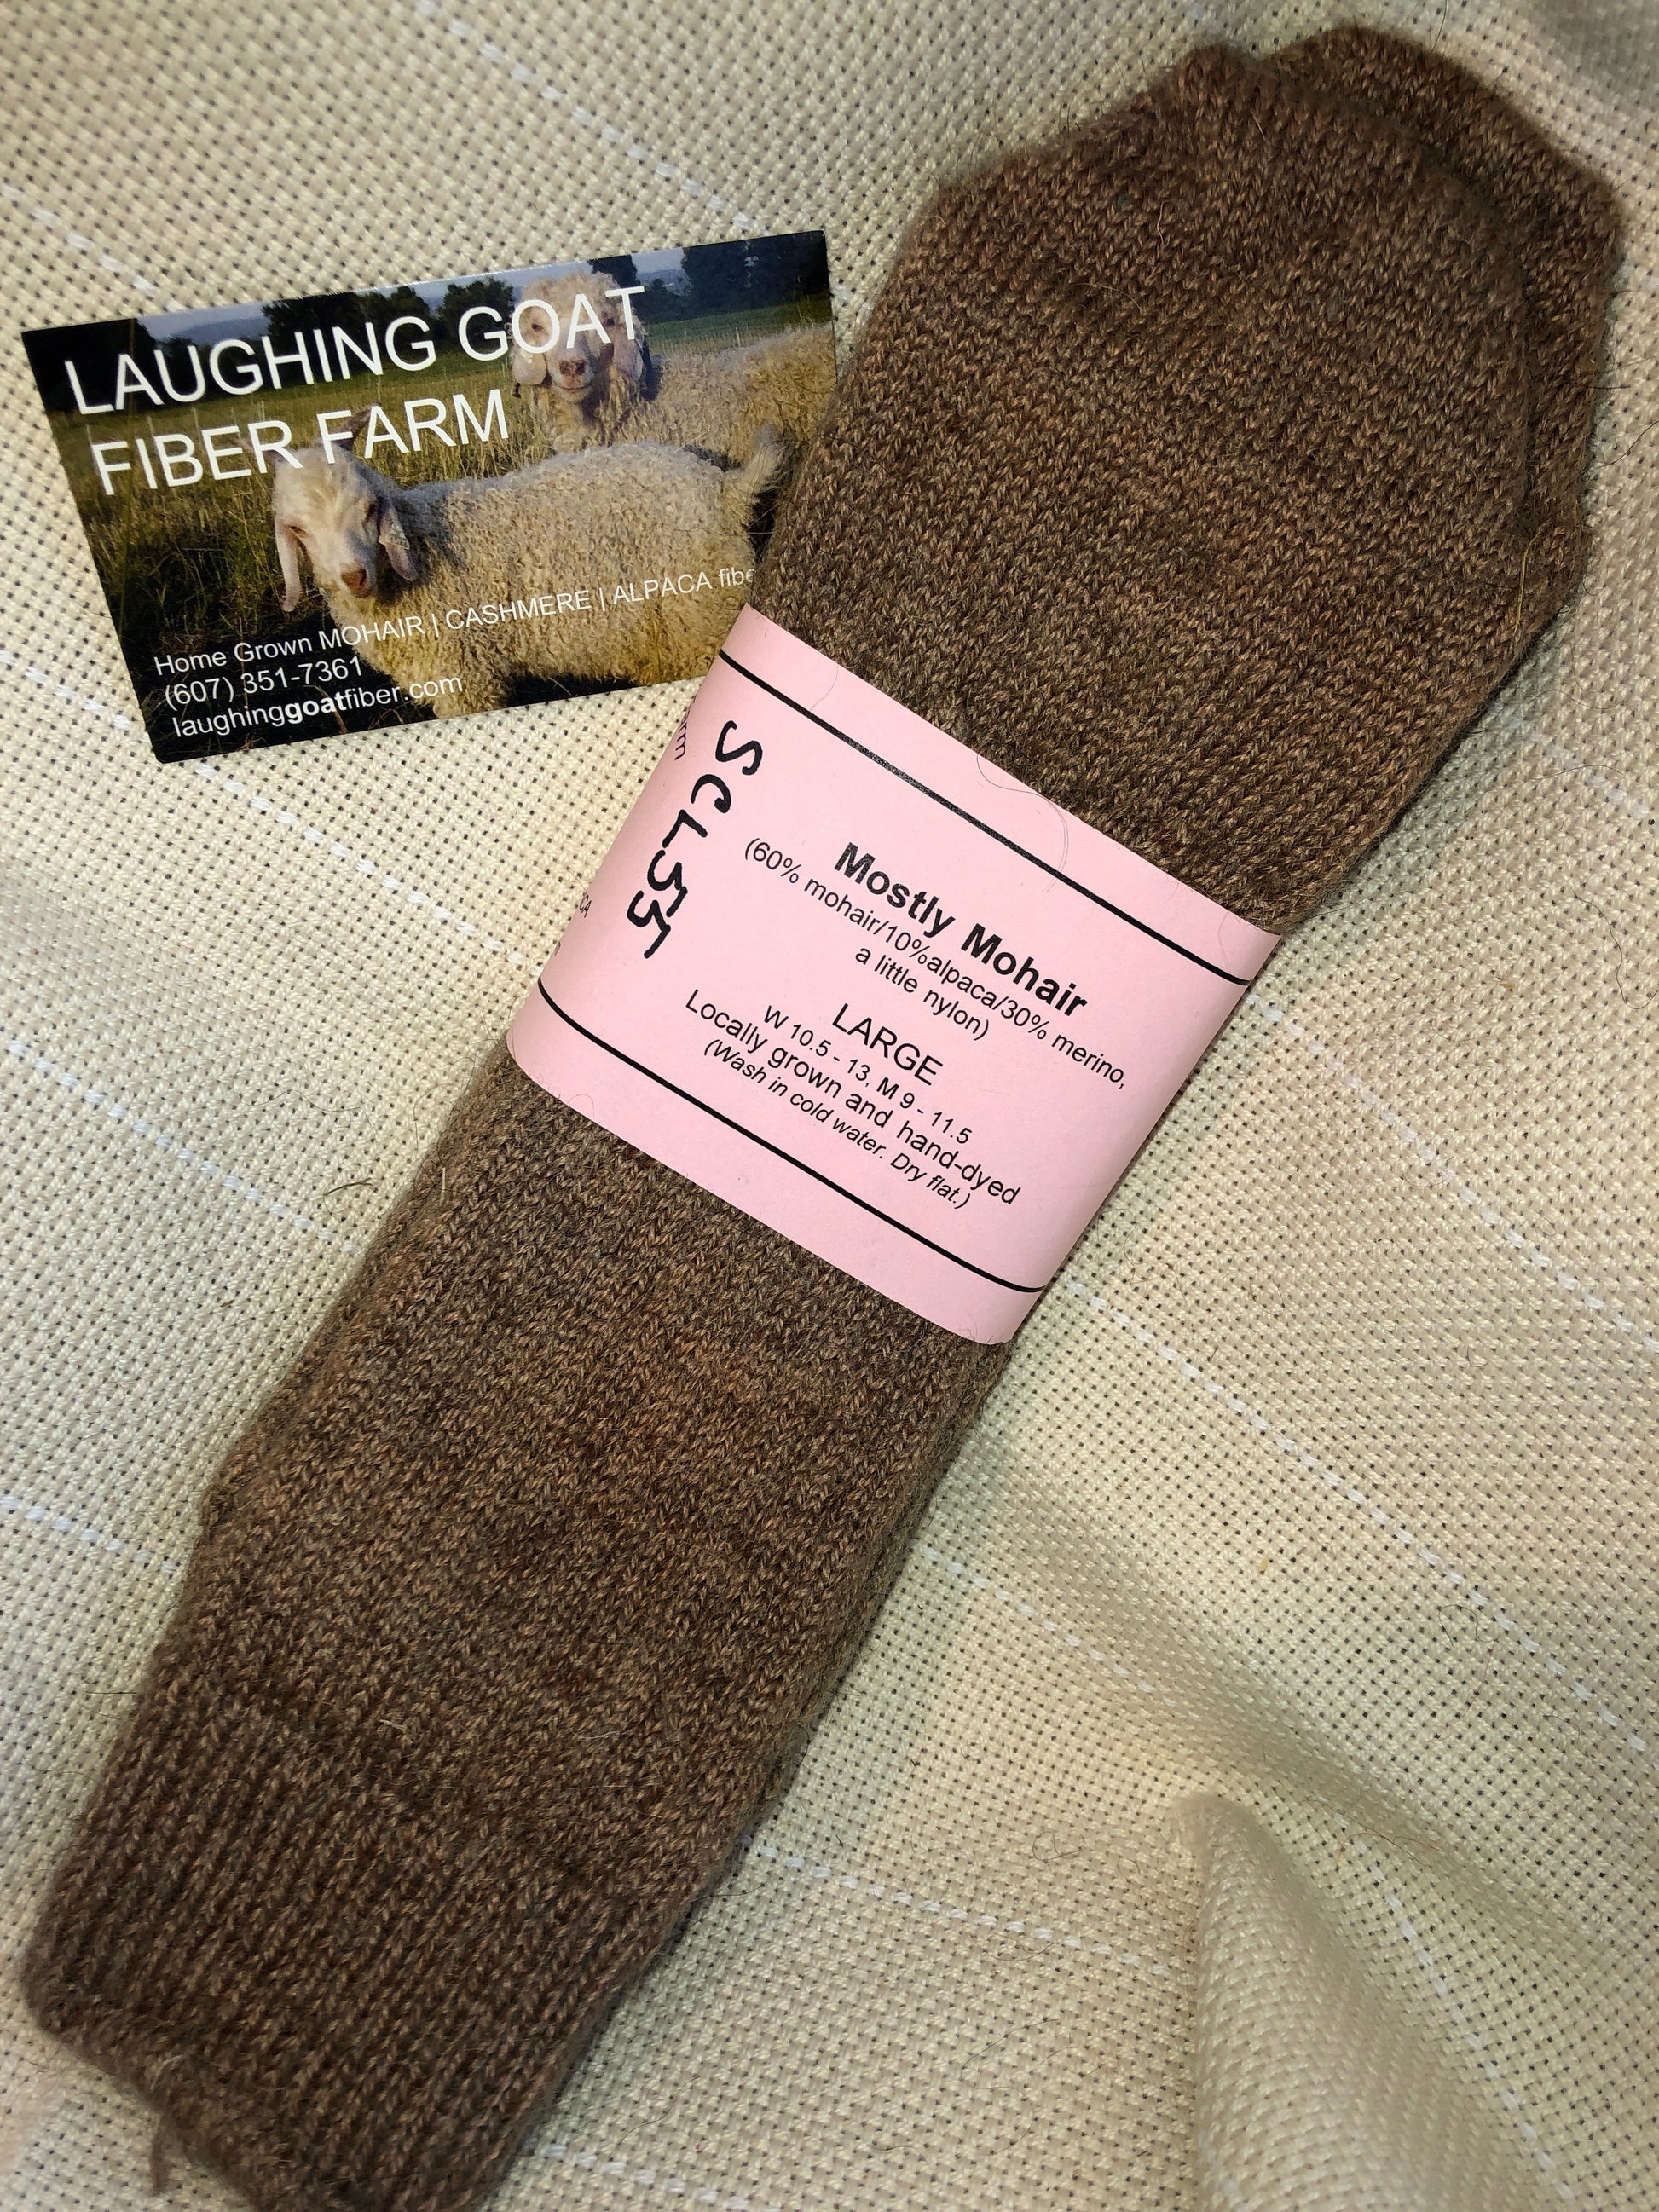 LAUGHING GOAT
FIBER FARM
Home Grown MOHAIR | CASHMERE | ALPACA
(607) 351-7361
laughinggoatfiber.com
SCL55
Mostly Mohair
(60% mohair/10%alpaca/30% merino,
a little nylon)
LARGE
W 10.5 - 13, M 9 - 11.5
Locally grown and hand-dyed
(Wash in cold water. Dry flat.)